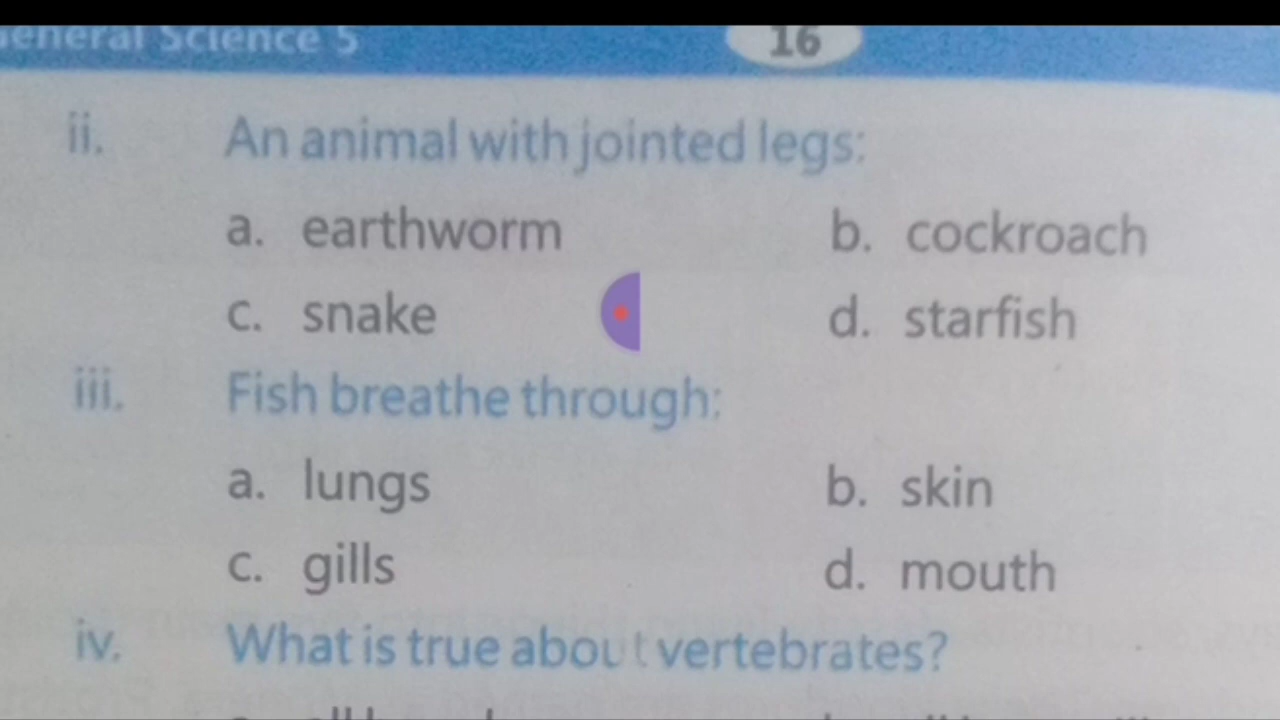 General Science 5 16
ii. An animal with jointed legs:
a. earthworm b. cockroach
c. snake d. starfish
iii. Fish breathe through:
a. lungs b. skin
c. gills d. mouth
iv. What is true about vertebrates?